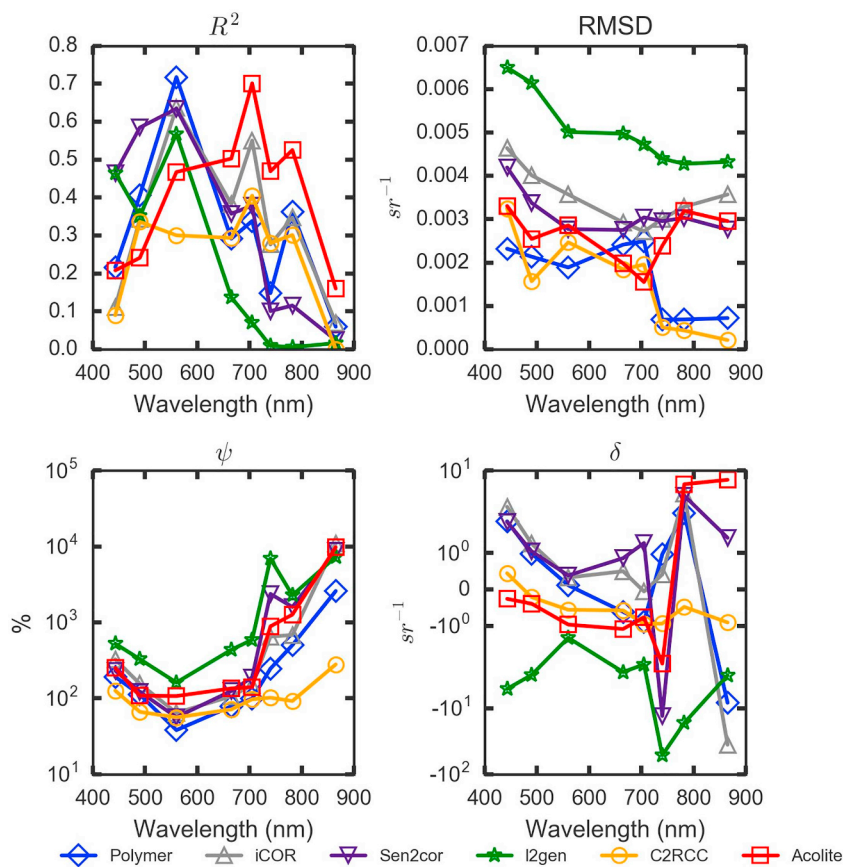 R²
0.8
0.7
0.6
0.5
0.4
0.3
0.2
0.1
0.0
400 500 600 700 800 900
Wavelength (nm)
RMSD
sr⁻¹
0.007
0.006
0.005
0.004
0.003
0.002
0.001
0.000
400 500 600 700 800 900
Wavelength (nm)
ψ
%
10⁵
10⁴
10³
10²
10¹
400 500 600 700 800 900
Wavelength (nm)
δ
sr⁻¹
10¹
10⁰
0
-10⁰
-10¹
-10²
400 500 600 700 800 900
Wavelength (nm)
Polymer iCOR Sen2cor l2gen C2RCC Acolite